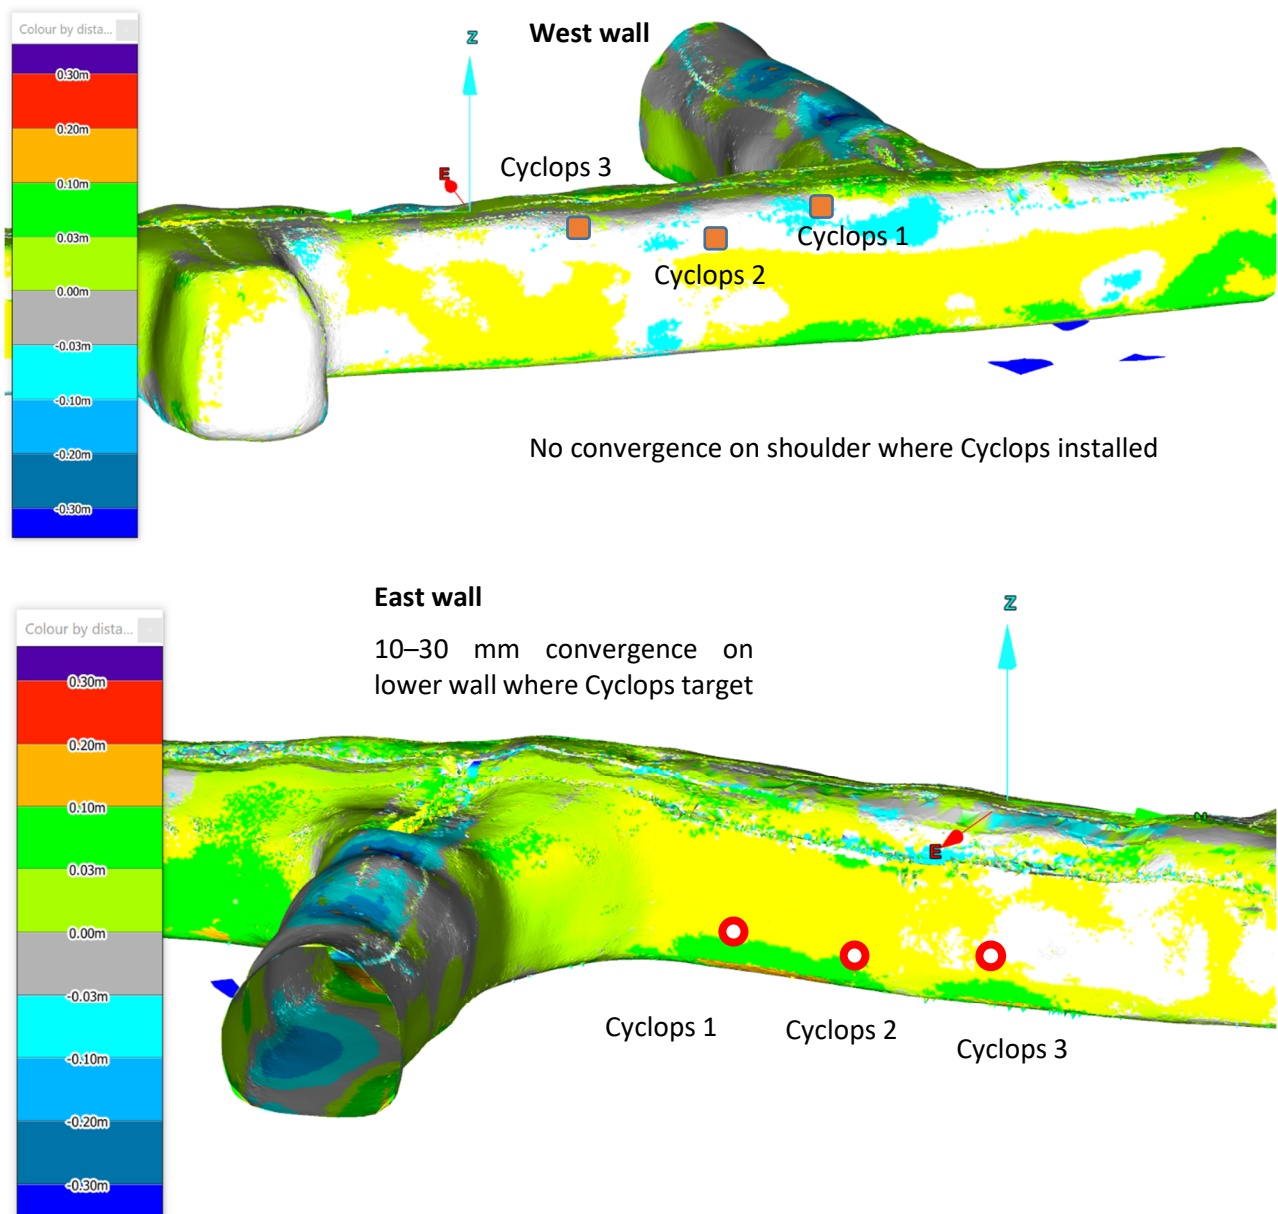 Colour by dista...
0.30m
0.20m
0.10m
0.03m
0.00m
-0.03m
-0.10m
-0.20m
-0.30m
West wall
Z
E
Cyclops 3
Cyclops 1
Cyclops 2
No convergence on shoulder where Cyclops installed
East wall
10–30 mm convergence on
lower wall where Cyclops target
Colour by dista...
0.30m
0.20m
0.10m
0.03m
0.00m
-0.03m
-0.10m
-0.20m
-0.30m
Z
E
Cyclops 1
Cyclops 2
Cyclops 3